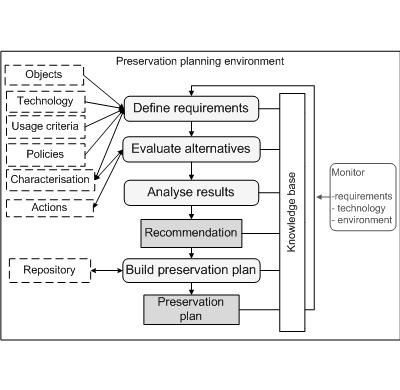 Preservation planning environment
Objects
Technology
Usage criteria
Policies
Characterisation
Actions
Repository
Define requirements
Evaluate alternatives
Analyse results
Recommendation
Build preservation plan
Preservation
plan
Knowledge base
Monitor
-requirements
- technology
- environment